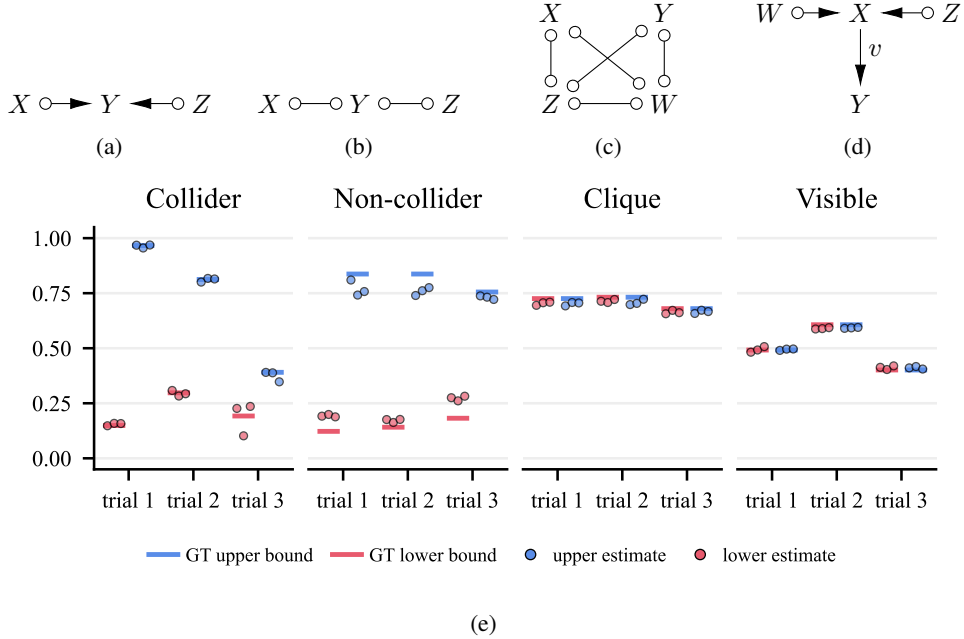 X Y Z
(a)
X Y Z
(b)
X Y
Z W
(c)
W X Z
v
Y
(d)
Collider Non-collider Clique Visible
1.00
0.75
0.50
0.25
0.00
trial 1 trial 2 trial 3 trial 1 trial 2 trial 3 trial 1 trial 2 trial 3 trial 1 trial 2 trial 3
GT upper bound GT lower bound upper estimate lower estimate
(e)